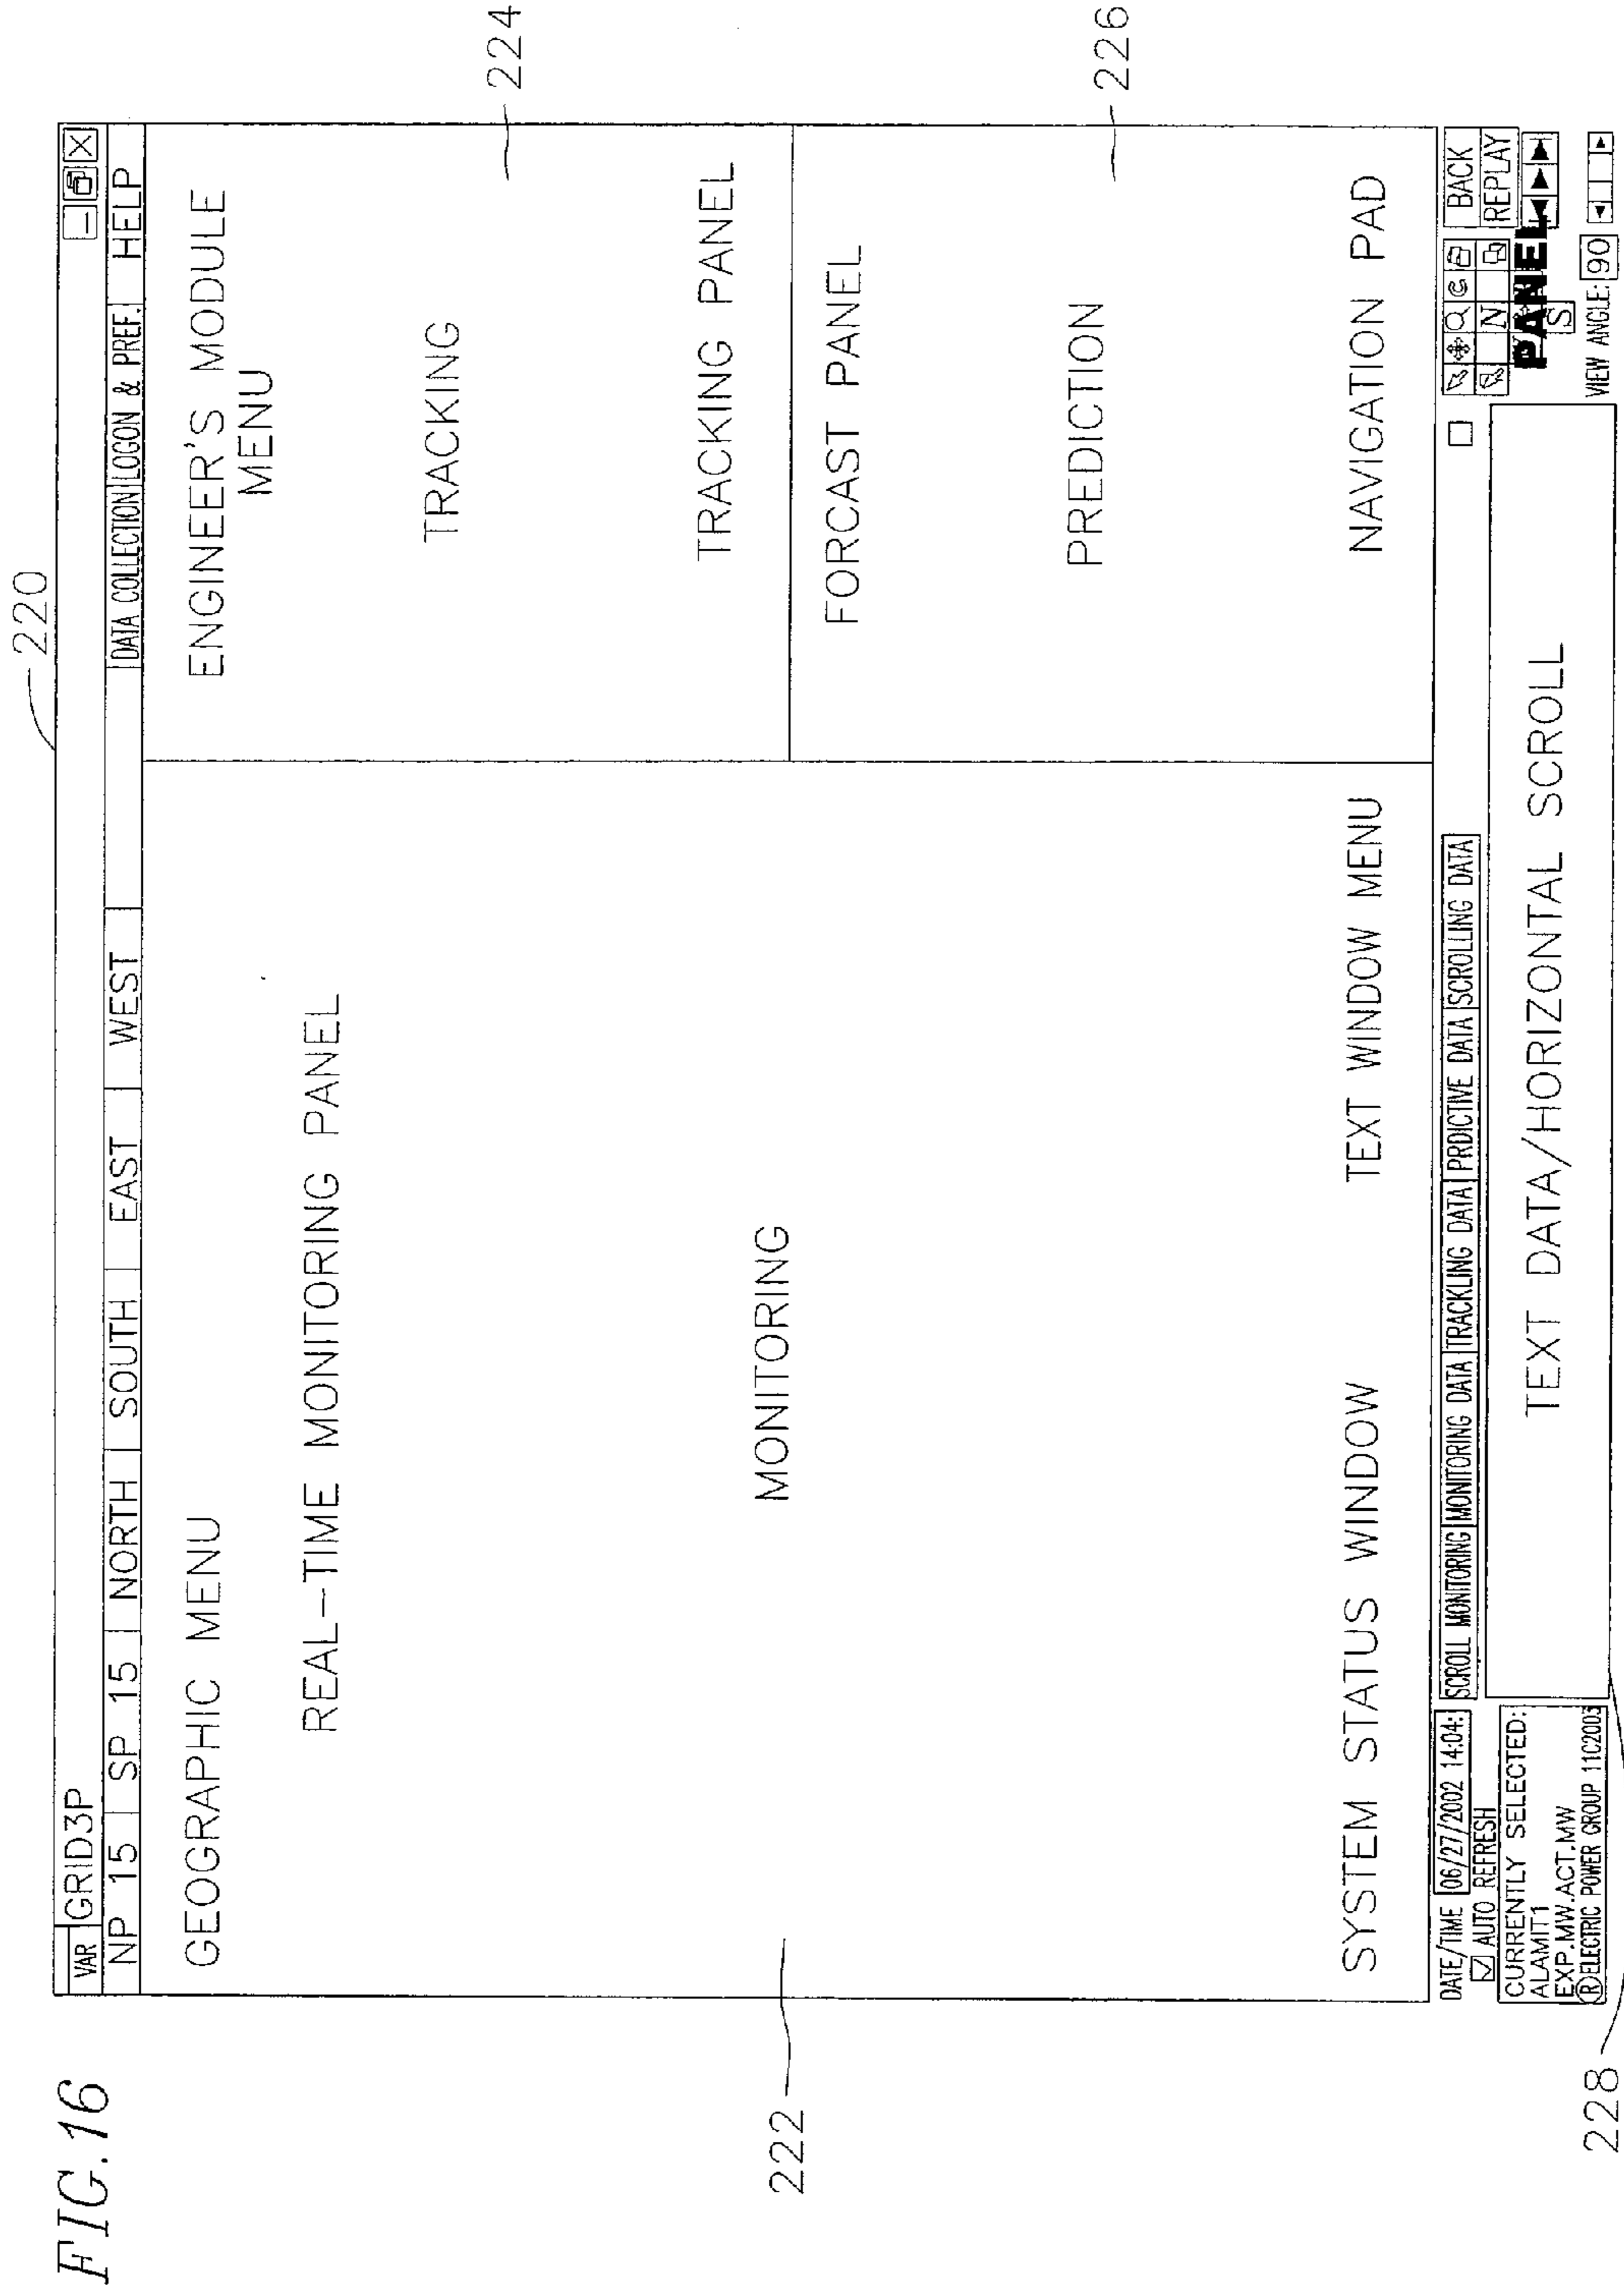 FIG. 16
220
VAR GRID3P
NP 15 SP 15 NORTH SOUTH EAST WEST DATA COLLECTION LOGON & PREF. HELP
GEOGRAPHIC MENU
REAL-TIME MONITORING PANEL
MONITORING
SYSTEM STATUS WINDOW
TEXT WINDOW MENU
222
ENGINEER'S MODULE
MENU
TRACKING
TRACKING PANEL
224
FORCAST PANEL
PREDICTION
NAVIGATION PAD
226
DATE/TIME 06/27/2002 14:04:
AUTO REFRESH
SCROLL MONITORING MONITORING DATA TRACKLING DATA PRDICTIVE DATA SCROLLING DATA
CURRENTLY SELECTED:
ALAMIT1
EXP.MW.ACT.MW
® ELECTRIC POWER GROUP 11C2003
TEXT DATA/HORIZONTAL SCROLL
C
BACK
N
REPLAY
PANEL
S
VIEW ANGLE: 90
228